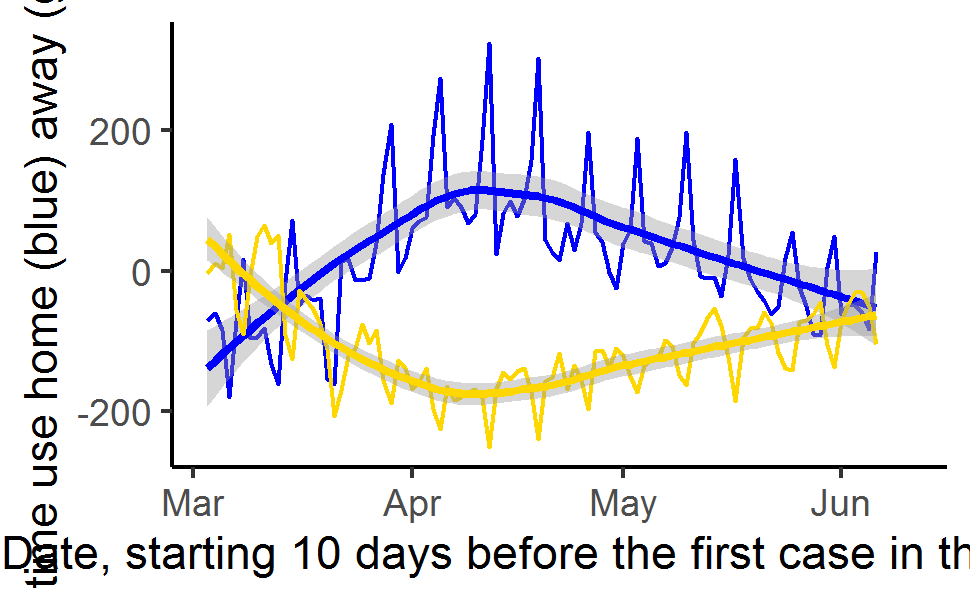 time use home (blue) away (
200
0
-200
Mar Apr May Jun
Date, starting 10 days before the first case in th